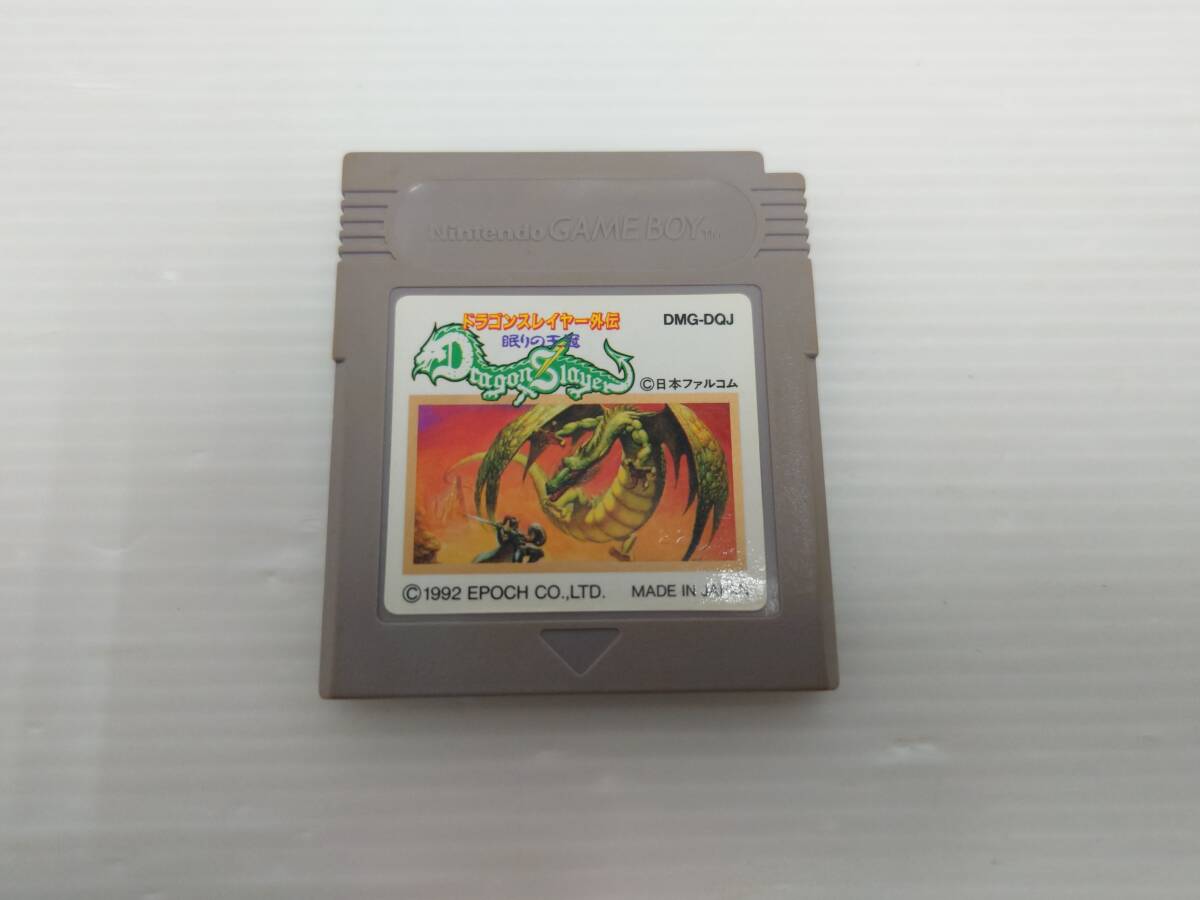 Nintendo GAME BOY™
ドラゴンスレイヤー外伝
DMG-DQJ
眠りの王冠
Dragon Slayer
©日本ファルコム
©1992 EPOCH CO.,LTD. MADE IN JAPAN